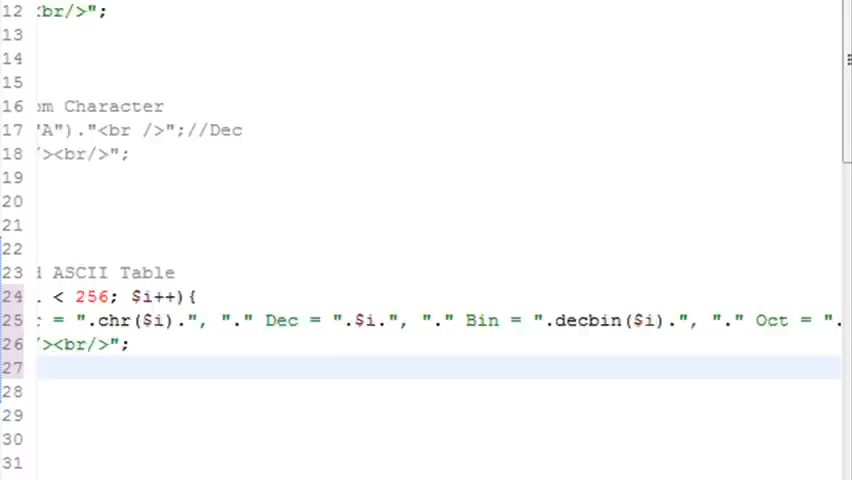 12 br/>";
13
14
15
16 om Character
17 "A")."<br />";//Dec
18 /><br/>";
19
20
21
22
23 d ASCII Table
24 . < 256; $i++){
25 = ".chr($i).", "." Dec = ".$i.", "." Bin = ".decbin($i).", "." Oct = ".
26 /><br/>";
27
28
29
30
31